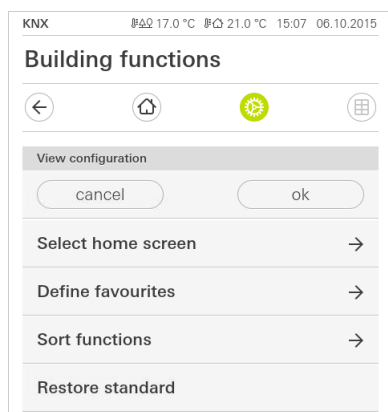 KNX 17.0 °C 21.0 °C 15:07 06.10.2015
Building functions
View configuration
cancel ok
Select home screen
Define favourites
Sort functions
Restore standard